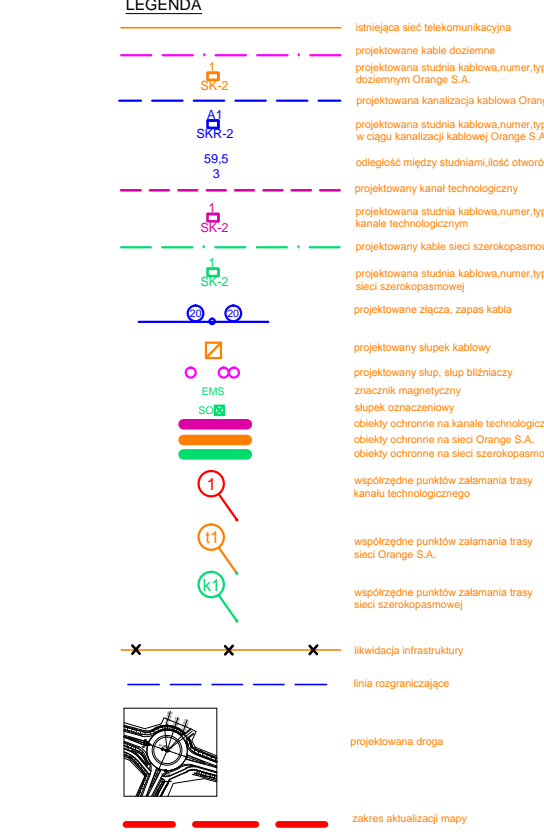 LEGENDA
istniejąca sieć telekomunikacyjna
projektowane kable doziemne
1
SK-2
projektowana studnia kablowa,numer,typ
doziemnym Orange S.A.
projektowana kanalizacja kablowa Orang
A1
SKR-2
projektowana studnia kablowa,numer,typ
w ciągu kanalizacji kablowej Orange S.A
59,5
3
odległość między studniami,ilość otworó
projektowany kanał technologiczny
1
SK-2
projektowana studnia kablowa,numer,typ
kanale technologicznym
projektowany kable sieci szerokopasmow
1
SK-2
projektowana studnia kablowa,numer,typ
sieci szerokopasmowej
20 20
projektowane złącza, zapas kabla
projektowany słupek kablowy
projektowany słup, słup bliźniaczy
EMS
znacznik magnetyczny
SO
słupek oznaczeniowy
obiekty ochronne na kanale technologicz
obiekty ochronne na sieci Orange S.A.
obiekty ochronne na sieci szerokopasmo
1
współrzędne punktów załamania trasy
kanału technologicznego
t1
współrzędne punktów załamania trasy
sieci Orange S.A.
k1
współrzędne punktów załamania trasy
sieci szerokopasmowej
likwidacja infrastruktury
linia rozgraniczające
projektowana droga
zakres aktualizacji mapy